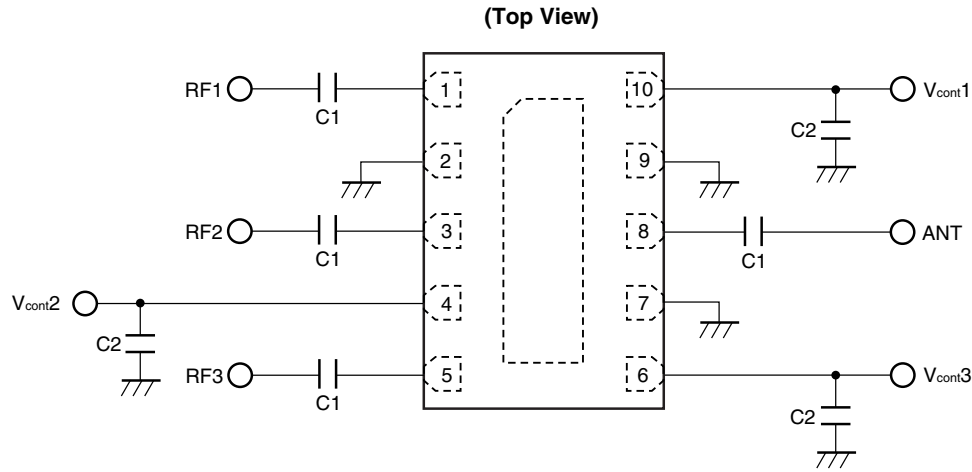 (Top View)
RF1
C1
1
10
Vcont1
C2
2
9
RF2
C1
3
8
C1
ANT
Vcont2
C2
4
7
RF3
C1
5
6
Vcont3
C2